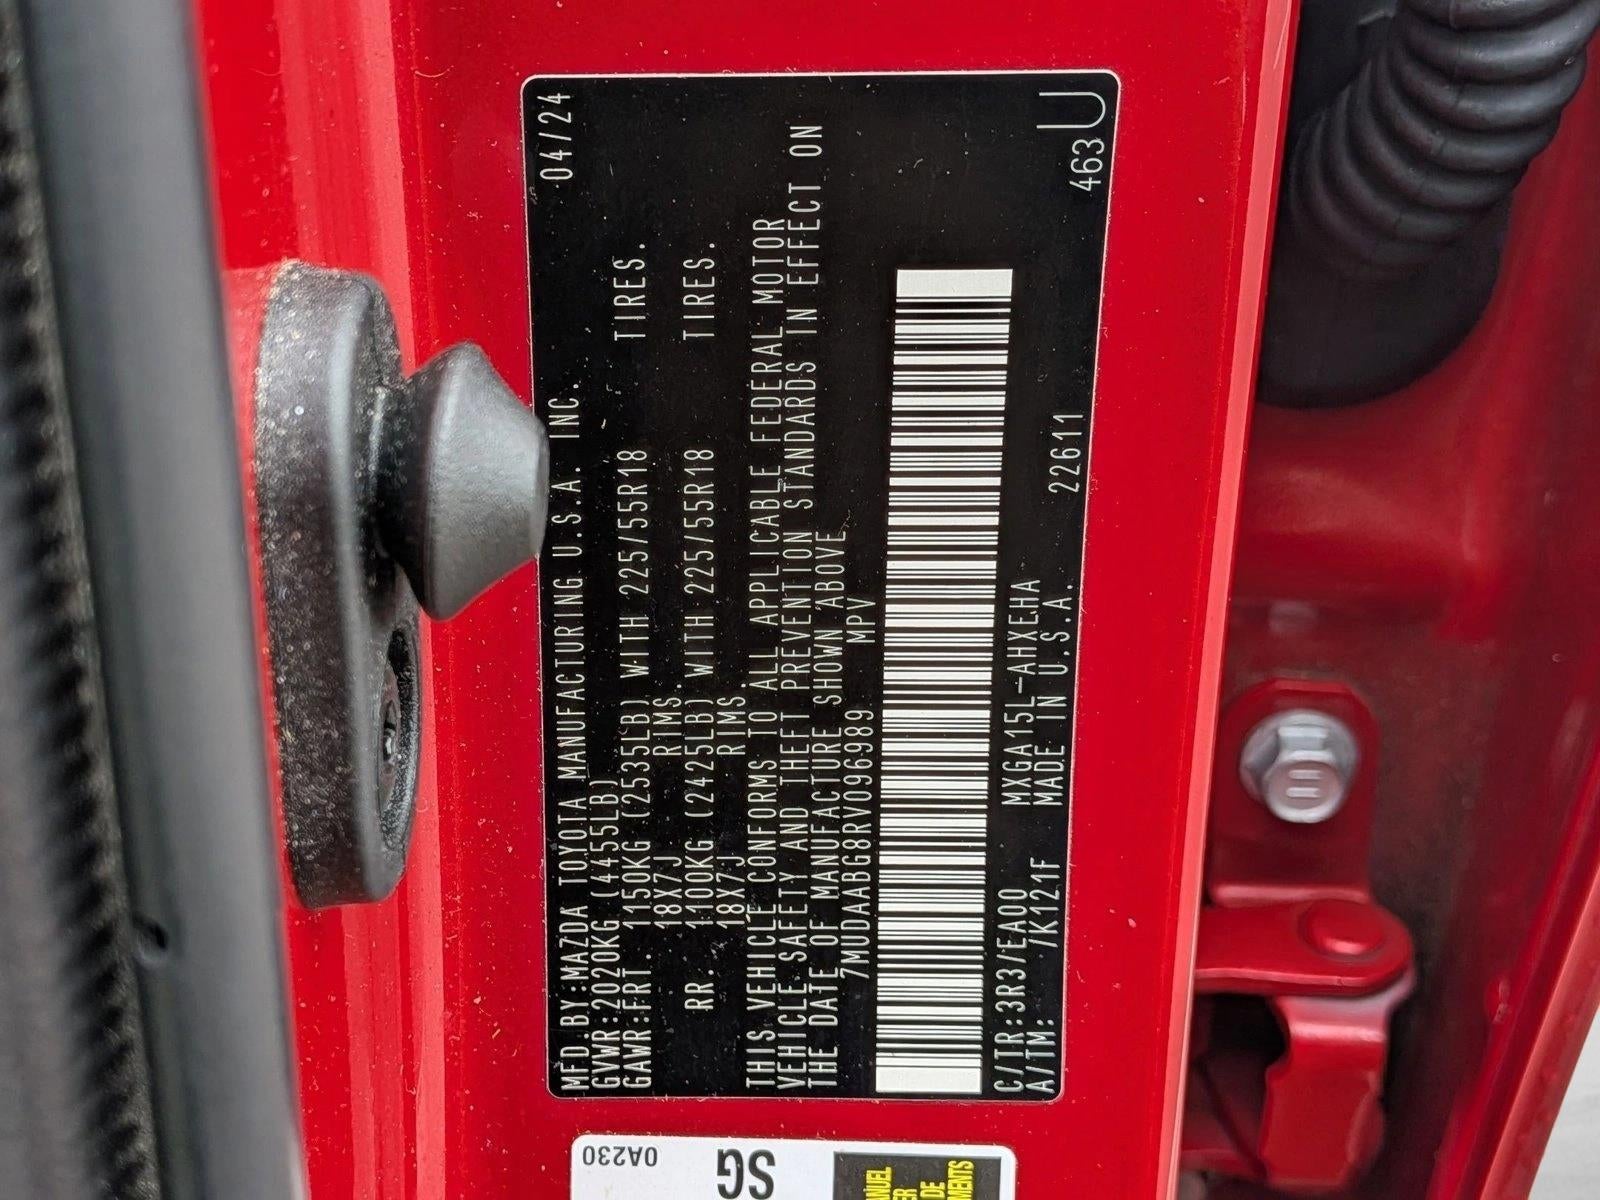 MFD.BY:MAZDA TOYOTA MANUFACTURING U.S.A. INC. 04/24
GVWR:2020KG(4455LB)
GAWR:FRT. 1150KG(2535LB) WITH 225/55R18 TIRES.
18X7J RIMS.
RR. 1100KG(2425LB) WITH 225/55R18 TIRES.
18X7J RIMS.
THIS VEHICLE CONFORMS TO ALL APPLICABLE FEDERAL MOTOR
VEHICLE SAFETY AND THEFT PREVENTION STANDARDS IN EFFECT ON
THE DATE OF MANUFACTURE SHOWN ABOVE.
7MUDAABG8RV096989 MPV
C/TR:3R3/EA00 MXGA15L-AHXEHA 463U
A/TM: /K121F MADE IN U.S.A. 22611
0A230
SG
DE